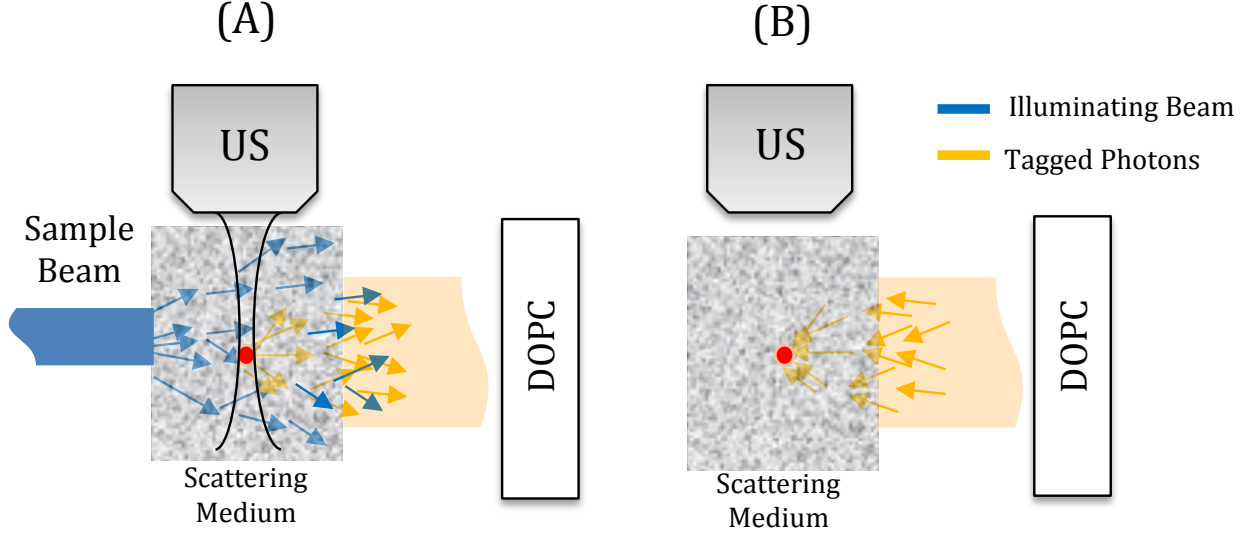 (A)
(B)
US
US
Illuminating Beam
Tagged Photons
Sample
Beam
DOPC
DOPC
Scattering
Medium
Scattering
Medium